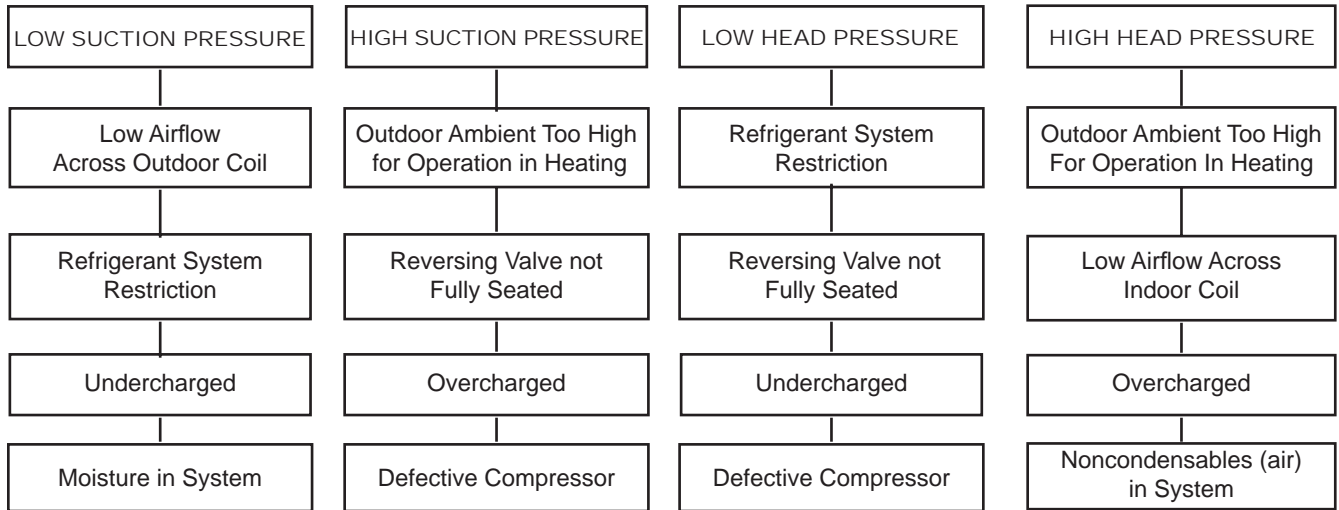 LOW SUCTION PRESSURE
Low Airflow
Across Outdoor Coil
Refrigerant System
Restriction
Undercharged
Moisture in System
HIGH SUCTION PRESSURE
Outdoor Ambient Too High
for Operation in Heating
Reversing Valve not
Fully Seated
Overcharged
Defective Compressor
LOW HEAD PRESSURE
Refrigerant System
Restriction
Reversing Valve not
Fully Seated
Undercharged
Defective Compressor
HIGH HEAD PRESSURE
Outdoor Ambient Too High
For Operation In Heating
Low Airflow Across
Indoor Coil
Overcharged
Noncondensables (air)
in System